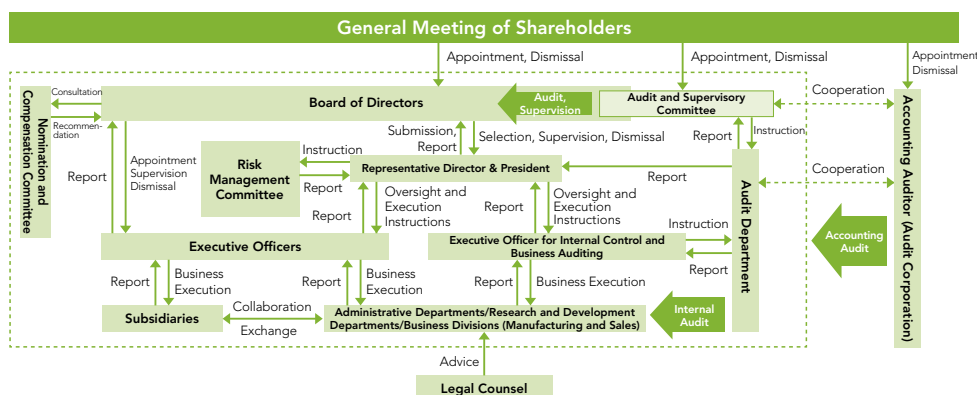 General Meeting of Shareholders
Appointment, Dismissal
Appointment, Dismissal
Appointment
Dismissal
Consultation
Recommen-
dation
Nomination and
Compensation Committee
Board of Directors
Audit,
Supervision
Audit and Supervisory
Committee
Cooperation
Accounting Auditor (Audit Corporation)
Report
Appointment
Supervision
Dismissal
Submission,
Report
Selection, Supervision, Dismissal
Report
Instruction
Risk
Management
Committee
Instruction
Report
Representative Director & President
Report
Audit Department
Cooperation
Report
Oversight and
Execution
Instructions
Report
Oversight and
Execution
Instructions
Instruction
Report
Accounting
Audit
Executive Officers
Executive Officer for Internal Control and
Business Auditing
Report
Business
Execution
Report
Business
Execution
Report
Business Execution
Subsidiaries
Collaboration
Exchange
Administrative Departments/Research and Development
Departments/Business Divisions (Manufacturing and Sales)
Internal
Audit
Advice
Legal Counsel